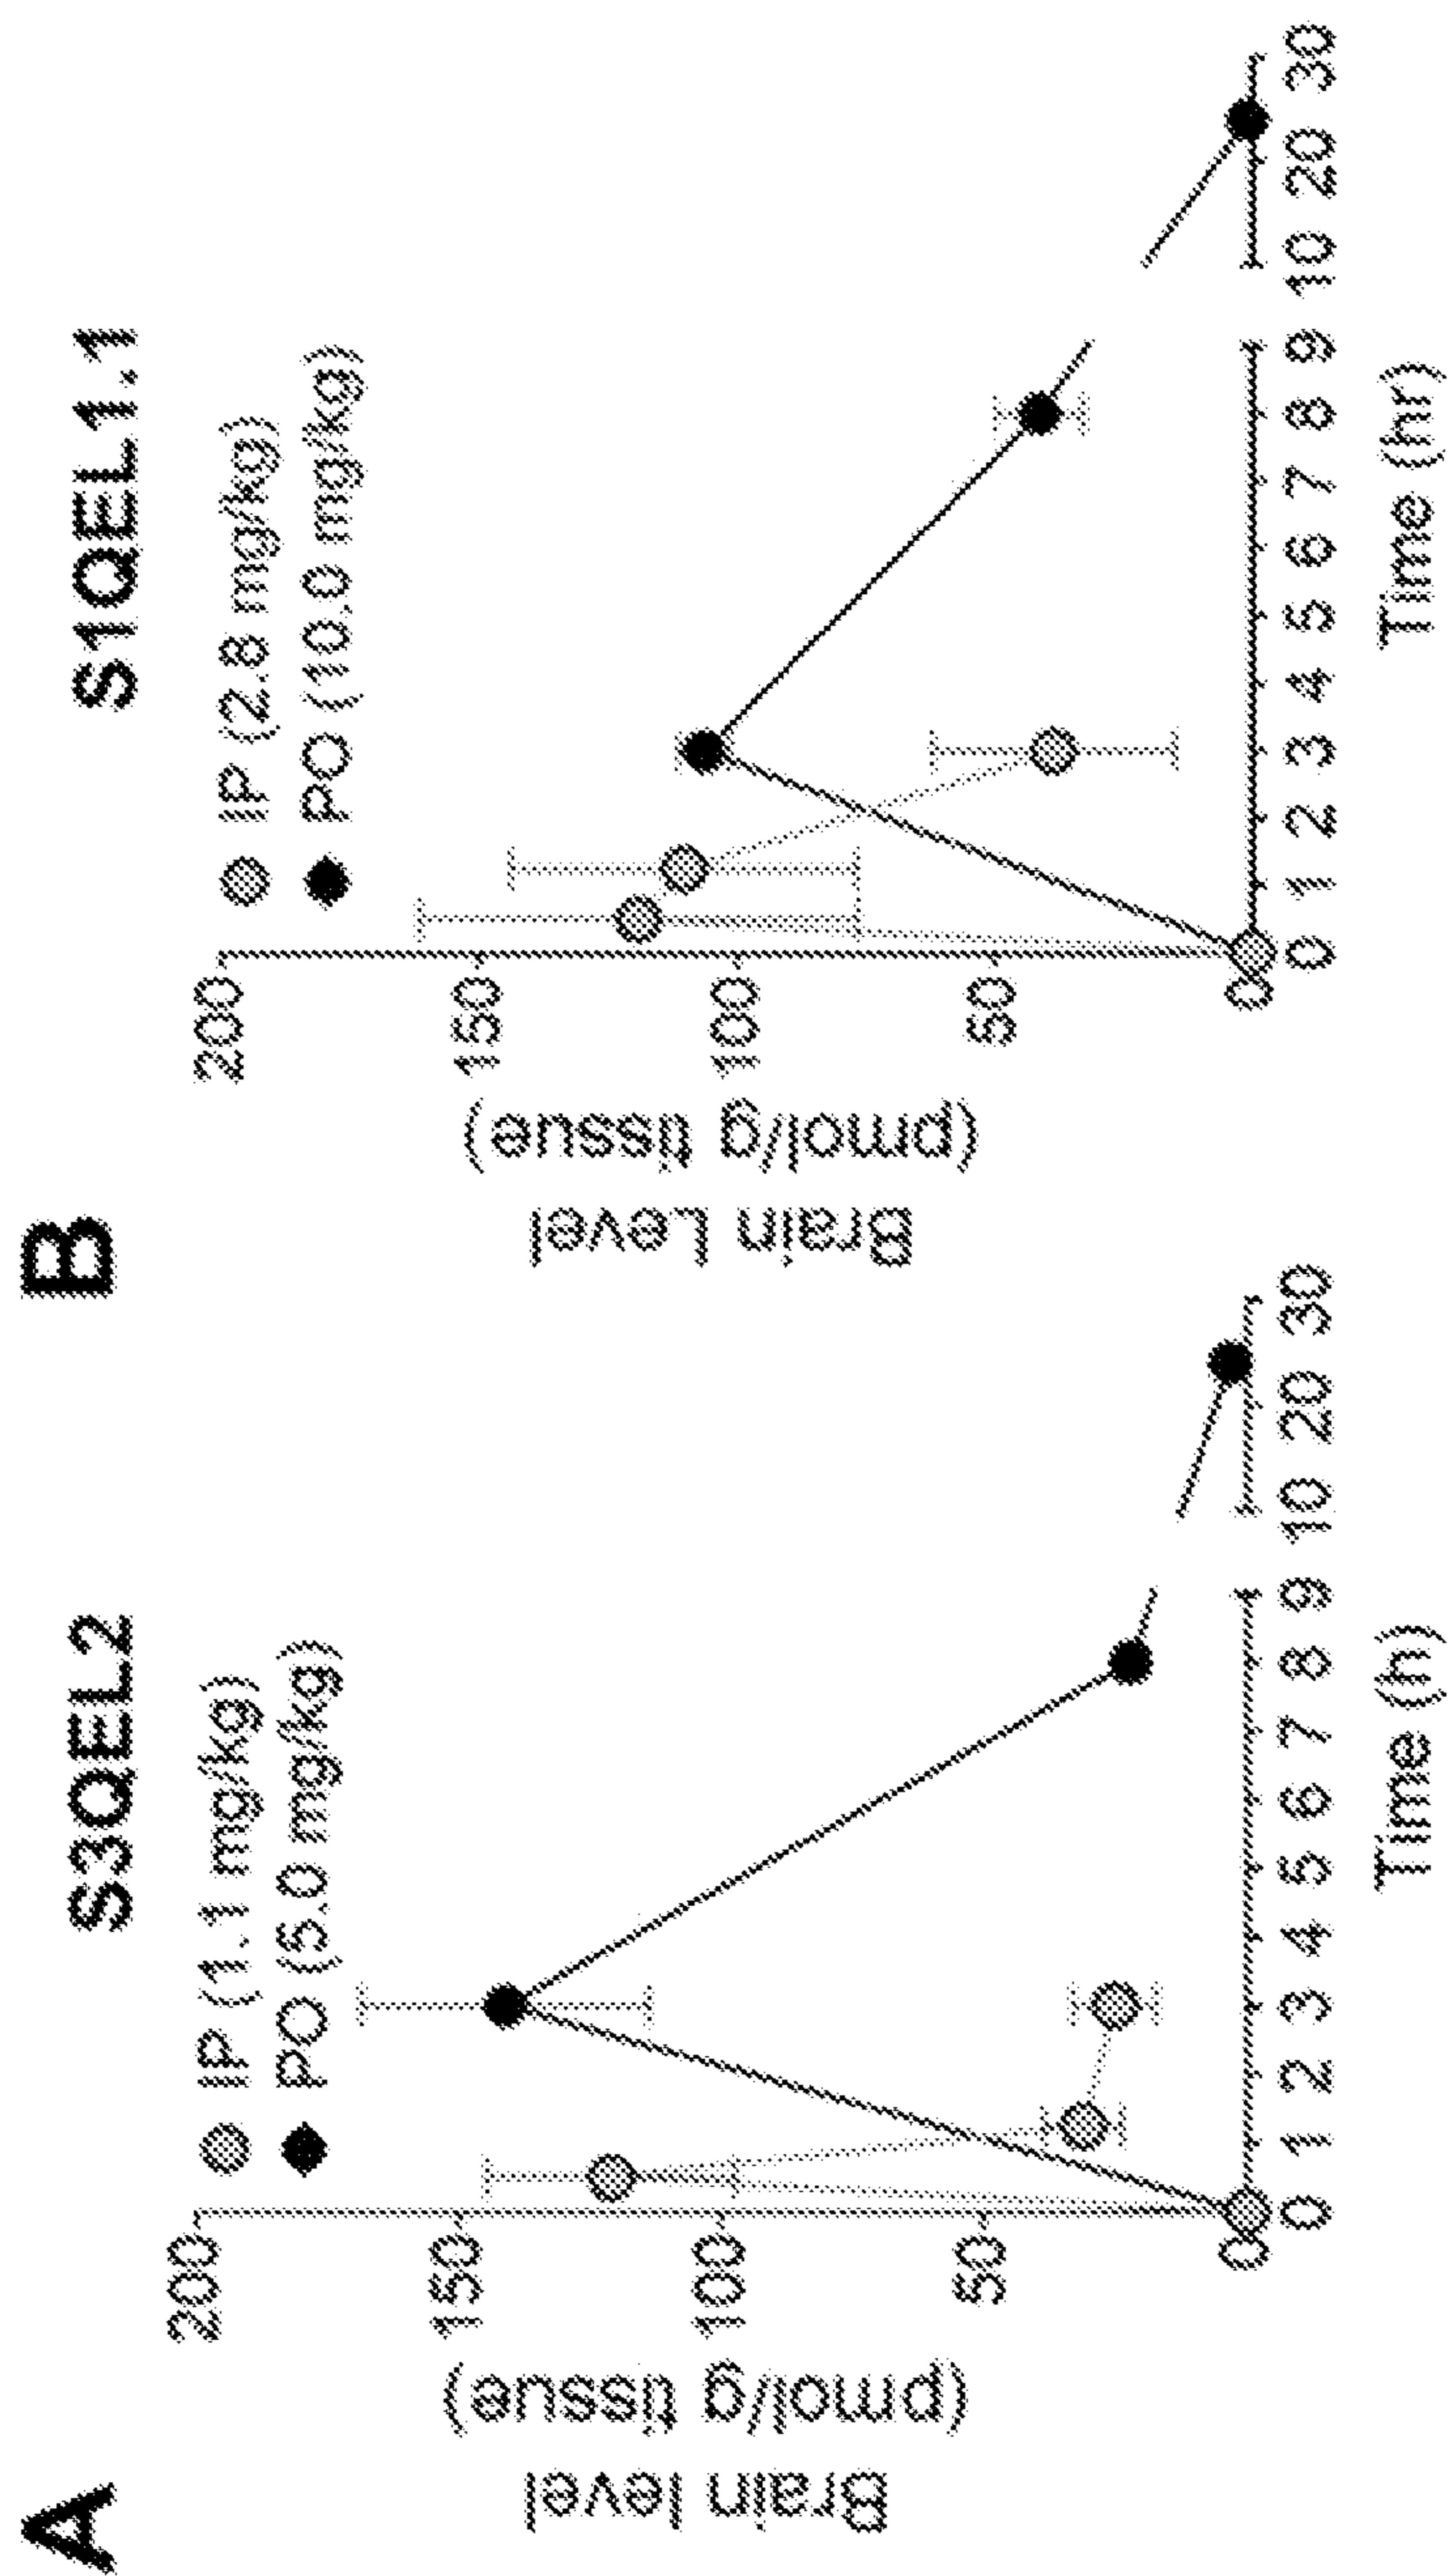 A
S3QEL2
IP (1.1 mg/kg)
PO (5.0 mg/kg)
Brain level
(pmol/g tissue)
200
150
100
50
0
0 1 2 3 4 5 6 7 8 9 10 20 30
Time (h)
B
S1QEL1.1
IP (2.8 mg/kg)
PO (10.0 mg/kg)
Brain Level
(pmol/g tissue)
200
150
100
50
0
0 1 2 3 4 5 6 7 8 9 10 20 30
Time (hr)